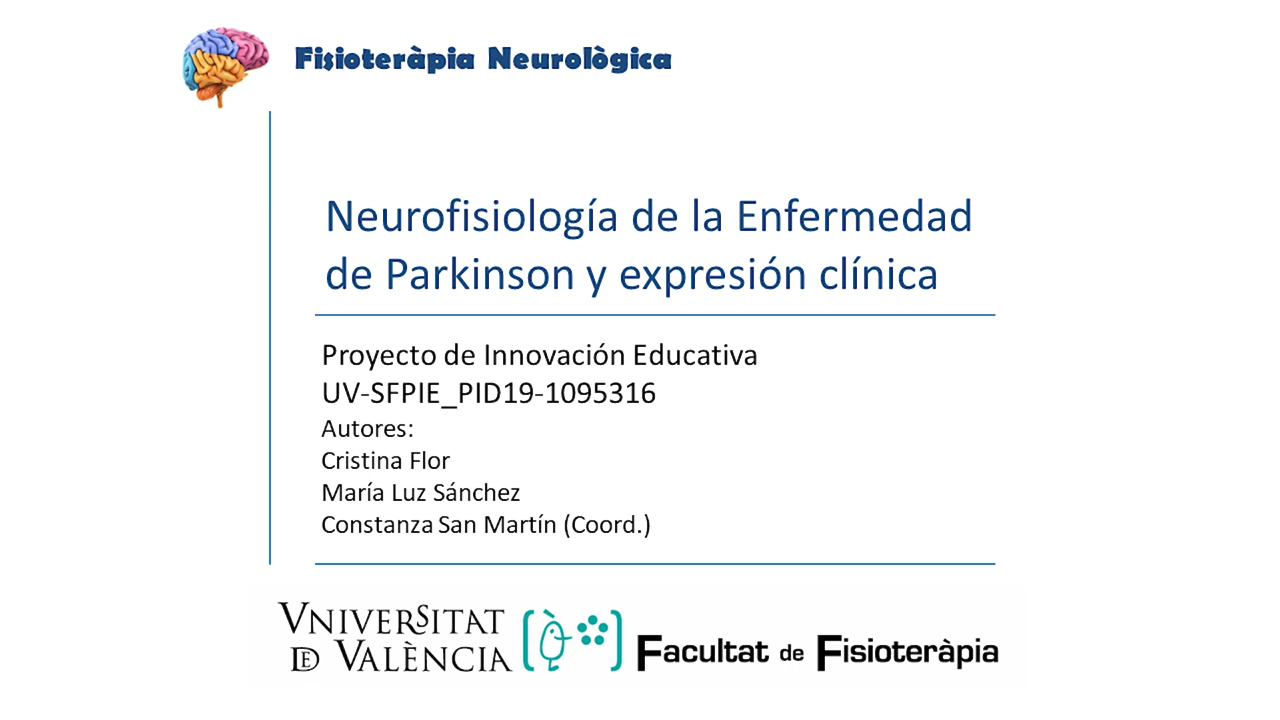 Fisioteràpia Neurològica
Neurofisiología de la Enfermedad
de Parkinson y expresión clínica
Proyecto de Innovación Educativa
UV-SFPIE_PID19-1095316
Autores:
Cristina Flor
María Luz Sánchez
Constanza San Martín (Coord.)
VNIVERSITAT
DE VALÈNCIA
Facultat de Fisioteràpia